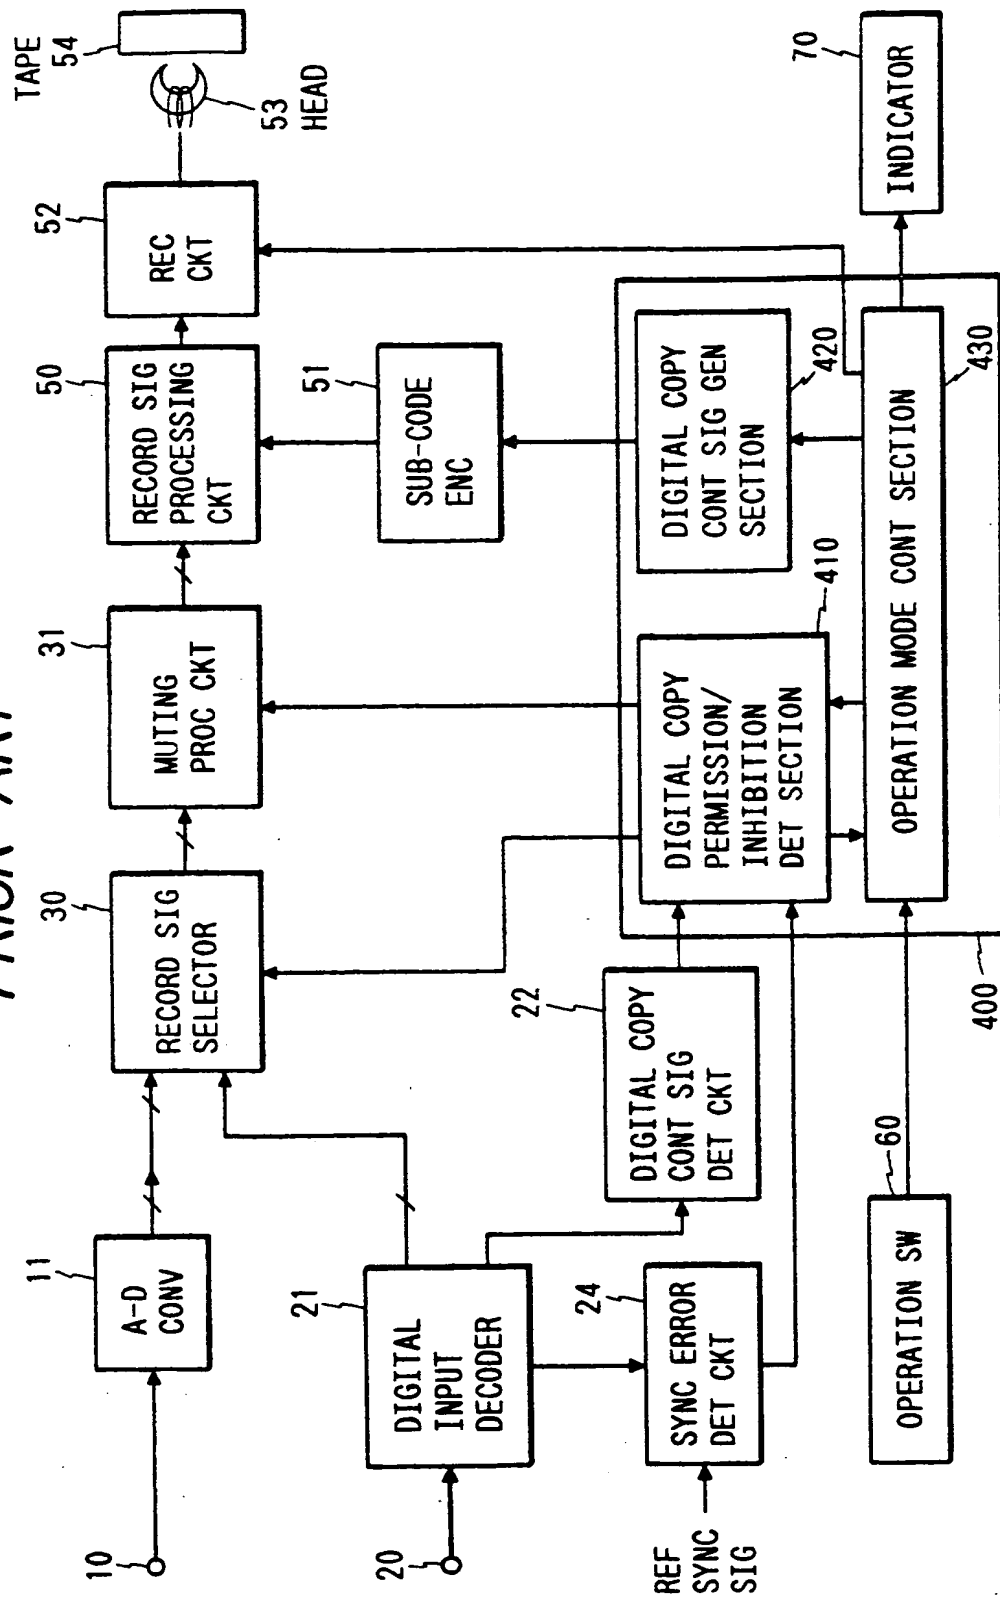 PRIOR ART
10
11
A-D
CONV
30
RECORD SIG
SELECTOR
31
MUTING
PROC CKT
50
RECORD SIG
PROCESSING
CKT
52
REC
CKT
TAPE
54
53
HEAD
20
21
DIGITAL
INPUT
DECODER
51
SUB-CODE
ENC
REF
SYNC
SIG
24
SYNC ERROR
DET CKT
22
DIGITAL COPY
CONT SIG
DET CKT
DIGITAL COPY
PERMISSION/
INHIBITION
DET SECTION
410
DIGITAL COPY
CONT SIG GEN
SECTION
420
OPERATION SW
60
OPERATION MODE CONT SECTION
430
400
INDICATOR
70